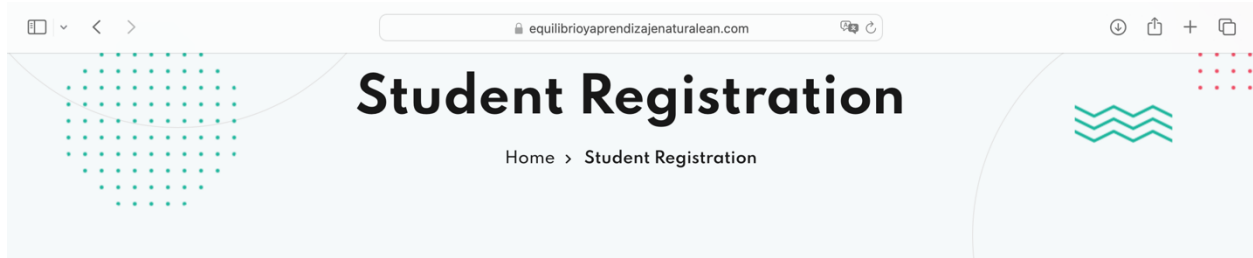 equilibrioyaprendizajenaturalean.com
Student Registration
Home > Student Registration